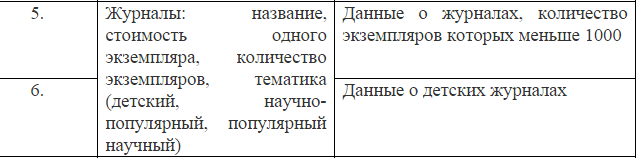 5.
Журналы: название,
стоимость одного
экземпляра, количество
экземпляров, тематика
(детский, научно-
популярный, популярный
научный)
Данные о журналах, количество
экземпляров которых меньше 1000
6.
Данные о детских журналах